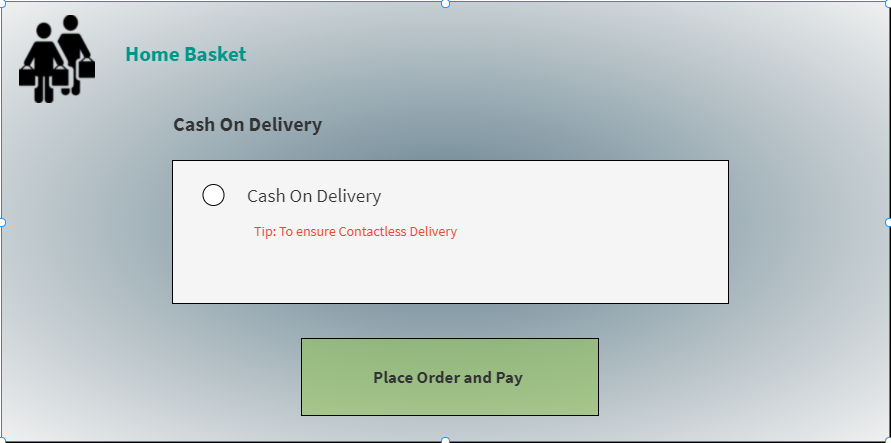 Home Basket
Cash On Delivery
Cash On Delivery
Tip: To ensure Contactless Delivery
Place Order and Pay